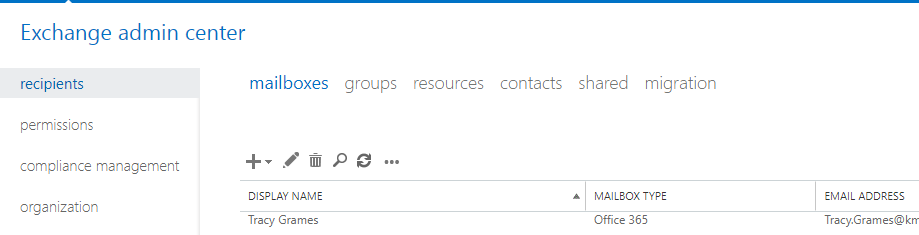 Exchange admin center
recipients
permissions
compliance management
organization
mailboxes groups resources contacts shared migration
DISPLAY NAME MAILBOX TYPE EMAIL ADDRESS
Tracy Grames Office 365 Tracy.Grames@km